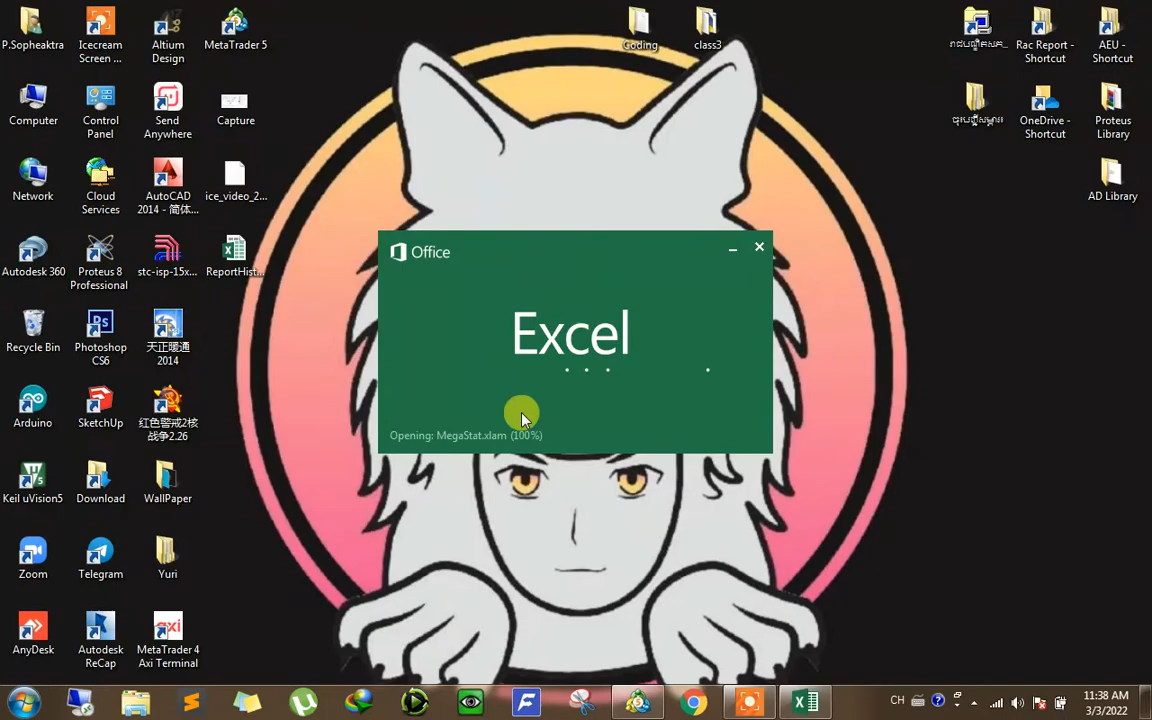 P.Sopheaktra
Icecream
Screen ...
Altium
Design
MetaTrader 5
Coding
class3
Rac Report -
Shortcut
AEU -
Shortcut
Computer
Control
Panel
Send
Anywhere
Capture
OneDrive -
Shortcut
Proteus
Library
Network
Cloud
Services
AutoCAD
2014 - 简体...
ice_video_2...
AD Library
Office
Autodesk 360
Proteus 8
Professional
stc-isp-15x...
ReportHist...
Excel
Recycle Bin
Photoshop
CS6
天正暖通
2014
Arduino
SketchUp
红色警戒2核
战争2.26
Opening: MegaStat.xlam (100%)
Keil uVision5
Download
WallPaper
Zoom
Telegram
Yuri
AnyDesk
Autodesk
ReCap
axi
MetaTrader 4
Axi Terminal
CH
11:38 AM
3/3/2022